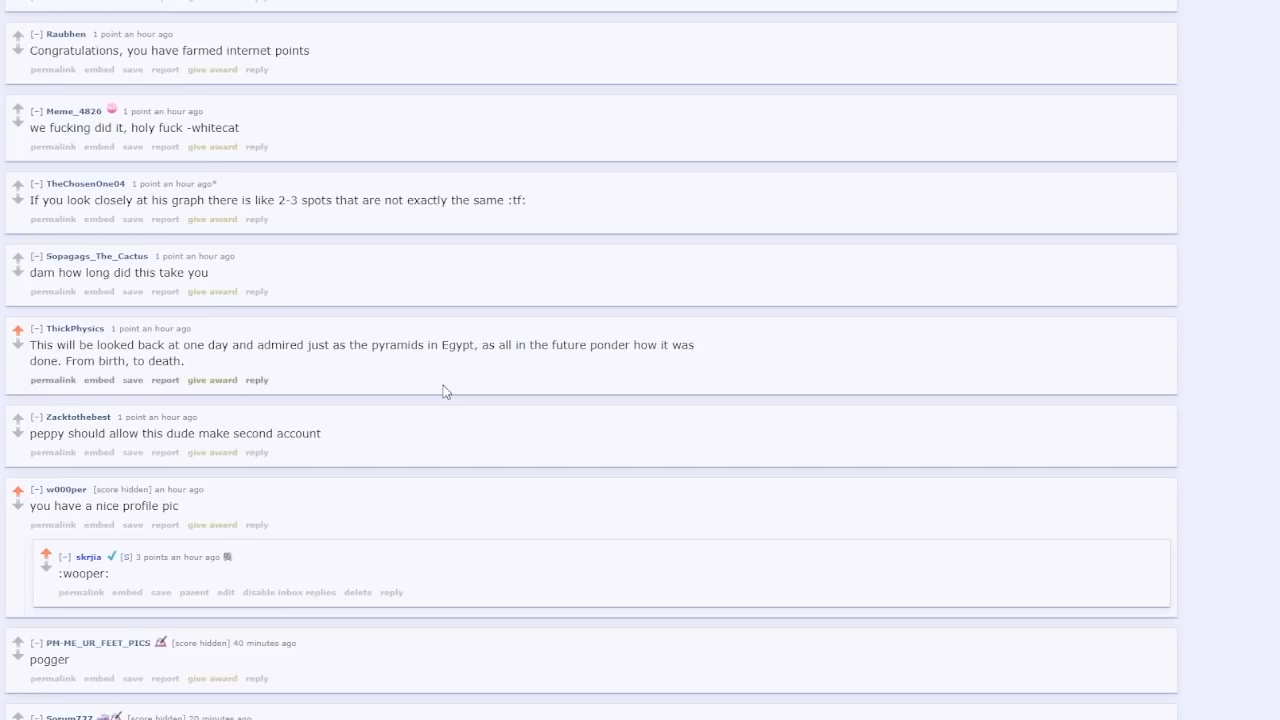 [–] Raubhen 1 point an hour ago
Congratulations, you have farmed internet points
permalink embed save report give award reply
[–] Meme_4826 1 point an hour ago
we fucking did it, holy fuck -whitecat
permalink embed save report give award reply
[–] TheChosenOne04 1 point an hour ago*
If you look closely at his graph there is like 2-3 spots that are not exactly the same :tf:
permalink embed save report give award reply
[–] Sopagags_The_Cactus 1 point an hour ago
dam how long did this take you
permalink embed save report give award reply
[–] ThickPhysics 1 point an hour ago
This will be looked back at one day and admired just as the pyramids in Egypt, as all in the future ponder how it was
done. From birth, to death.
permalink embed save report give award reply
[–] Zacktothebest 1 point an hour ago
peppy should allow this dude make second account
permalink embed save report give award reply
[–] w000per [score hidden] an hour ago
you have a nice profile pic
permalink embed save report give award reply
[–] skrjia ✓ [S] 3 points an hour ago
:wooper:
permalink embed save parent edit disable inbox replies delete reply
[–] PM-ME_UR_FEET_PICS [score hidden] 40 minutes ago
pogger
permalink embed save report give award reply
[–] Sorum727 [score hidden] 20 minutes ago